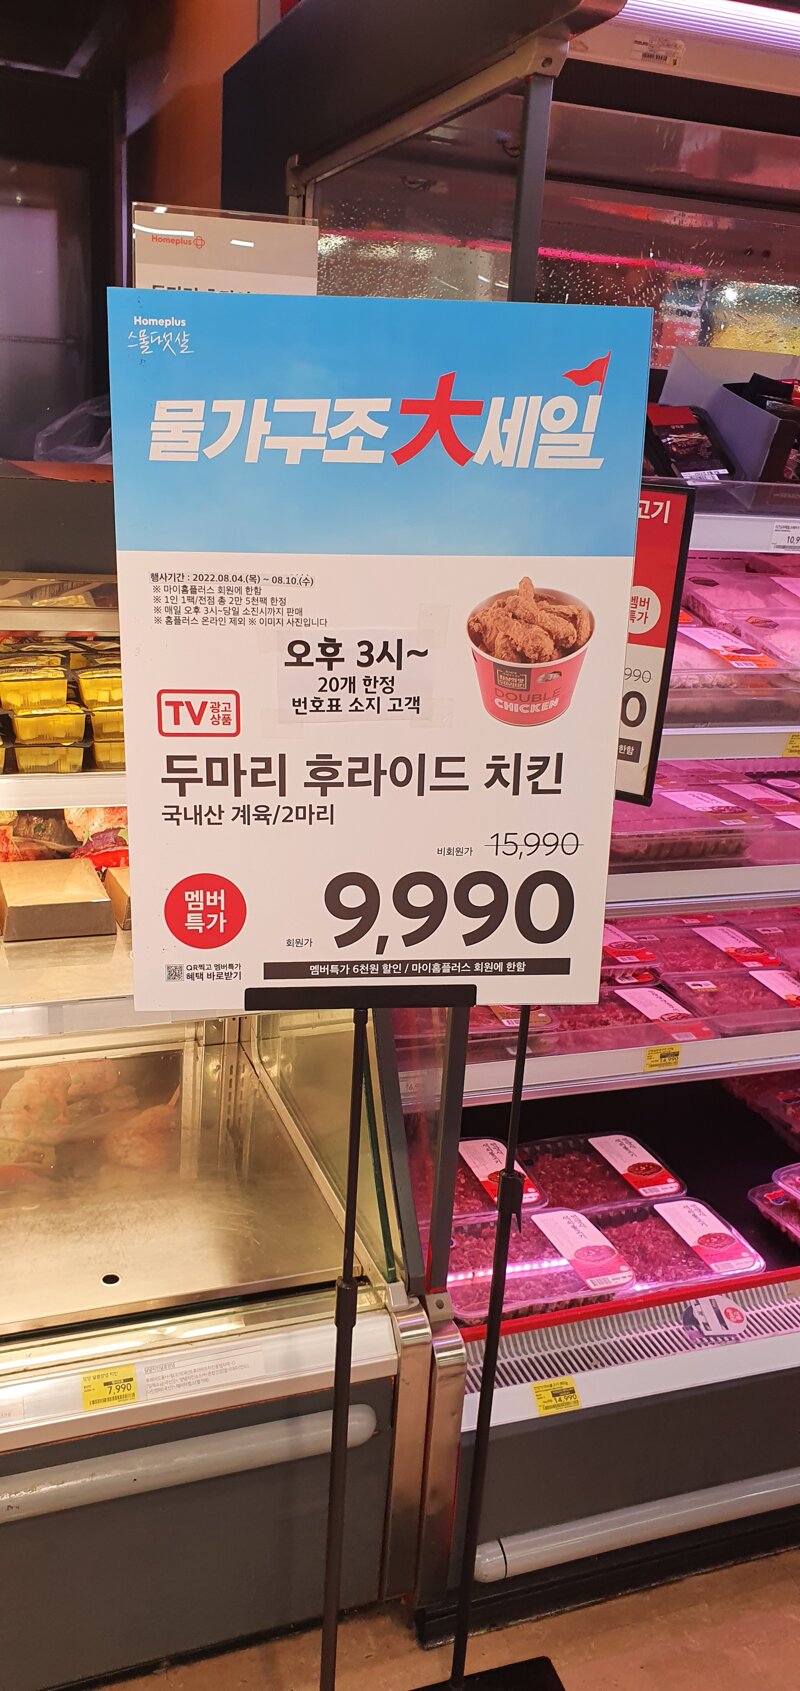 Homeplus
Homeplus
스물다섯살
물가구조大세일
행사기간 : 2022.08.04.(목) ~ 08.10.(수)
※ 마이홈플러스 회원에 한함
※ 1인 1팩/전점 총 2만 5천팩 한정
※ 매일 오후 3시~당일 소진시까지 판매
※ 홈플러스 온라인 제외 ※ 이미지 사진입니다
오후 3시~
20개 한정
번호표 소지 고객
DOUBLE
CHICKEN
TV 광고
상품
두마리 후라이드 치킨
국내산 계육/2마리
비회원가 15,990
멤버
특가
회원가 9,990
QR찍고 멤버특가
혜택 바로받기
멤버특가 6천원 할인 / 마이홈플러스 회원에 한함
고기
멤버
특가
990
0
한함
7,990
14,990